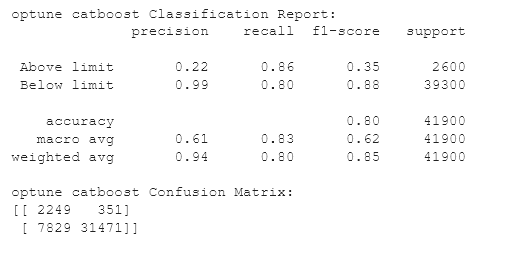 optune catboost Classification Report:
precision recall f1-score support
Above limit 0.22 0.86 0.35 2600
Below limit 0.99 0.80 0.88 39300
accuracy 0.80 41900
macro avg 0.61 0.83 0.62 41900
weighted avg 0.94 0.80 0.85 41900
optune catboost Confusion Matrix:
[[ 2249 351]
[ 7829 31471]]